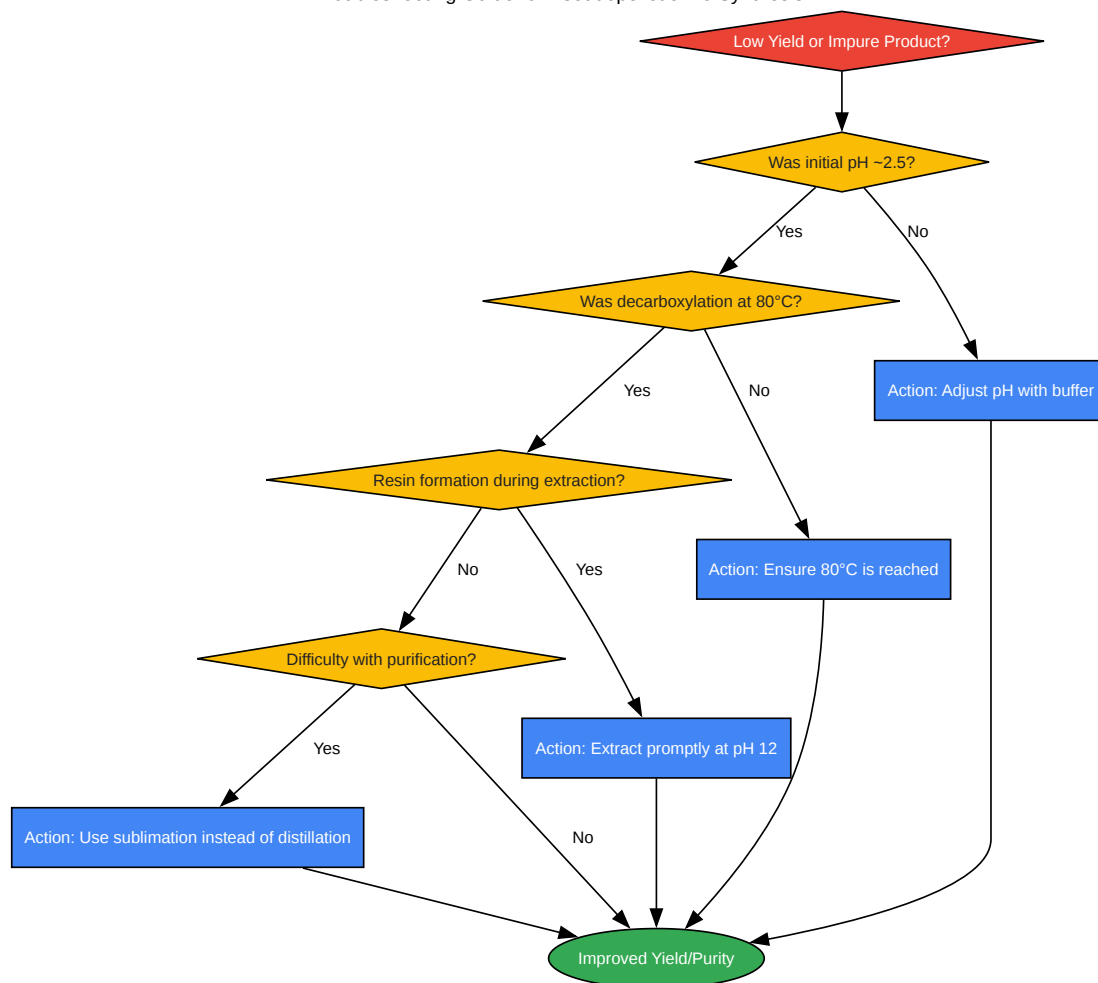 Low Yield or Impure Product?
Was initial pH ~2.5?
Yes
No
Was decarboxylation at 80°C?
Action: Adjust pH with buffer
Yes
No
Resin formation during extraction?
Action: Ensure 80°C is reached
No
Yes
Difficulty with purification?
Action: Extract promptly at pH 12
Yes
Action: Use sublimation instead of distillation
No
Improved Yield/Purity